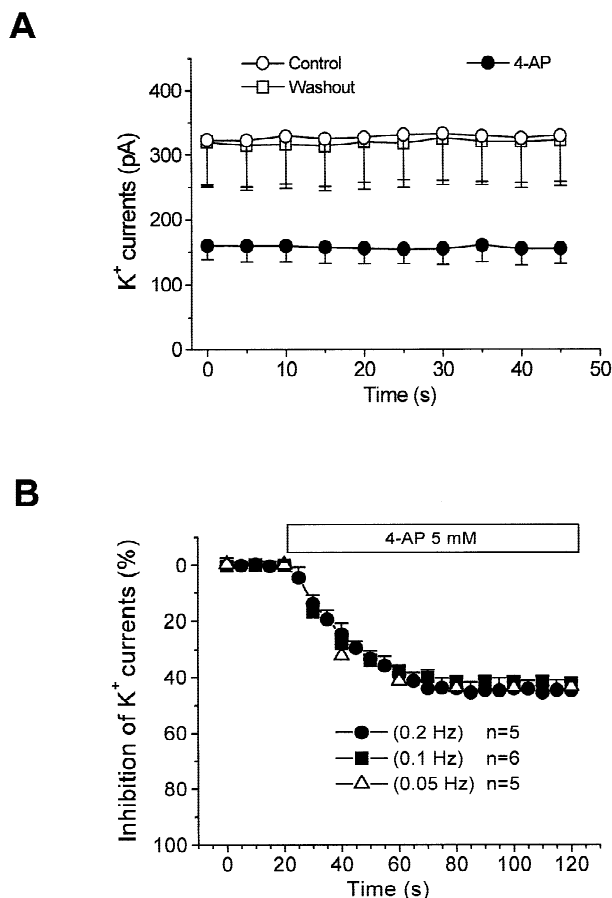 A
Control
4-AP
Washout
K+ currents (pA)
400
300
200
100
0
0 10 20 30 40 50
Time (s)
B
4-AP 5 mM
Inhibition of K+ currents (%)
0
20
40
60
80
100
(0.2 Hz) n=5
(0.1 Hz) n=6
(0.05 Hz) n=5
0 20 40 60 80 100 120
Time (s)